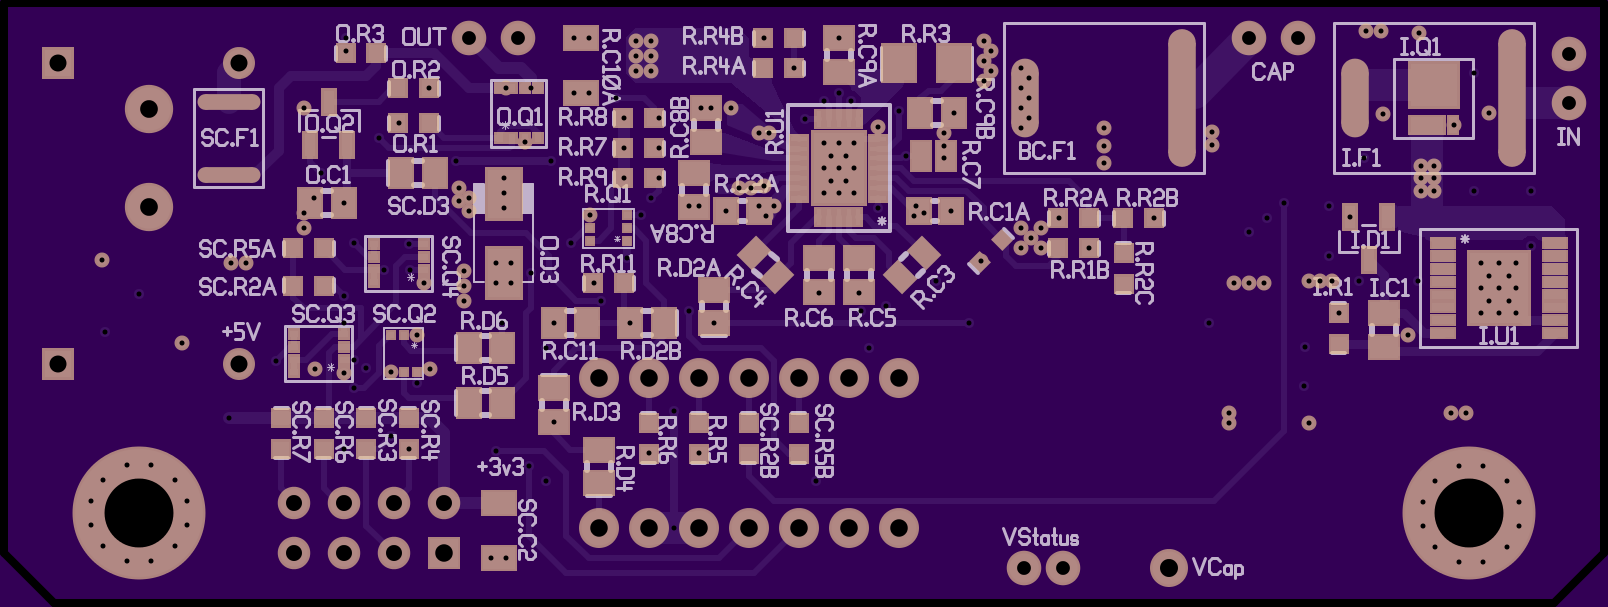 O.R3
OUT
R.C10A
R.R4B
R.R4A
R.C9A
R.R3
R.C9B
CAP
I.Q1
IN
O.R2
SC.F1
O.Q2
O.Q1
R.R8
R.C8B
R.U1
O.R1
R.R7
BC.F1
I.F1
O.C1
R.R9
R.C2A
R.C7
SC.D3
R.Q1
R.R2A
R.R2B
R.C1A
R.C8A
I.D1
SC.R5A
SC.Q4
O.D3
R.R11
R.D2A
R.C4
R.C3
R.R1B
R.R2C
SC.R2A
I.R1
I.C1
SC.Q3
SC.Q2
R.D6
R.C6
R.C5
+5V
R.C11
R.D2B
I.U1
R.D5
SC.R7
SC.R6
SC.R3
SC.R4
R.D3
R.R6
R.R5
SC.R2B
SC.R5B
+3v3
R.D4
SC.C2
VStatus
VCap